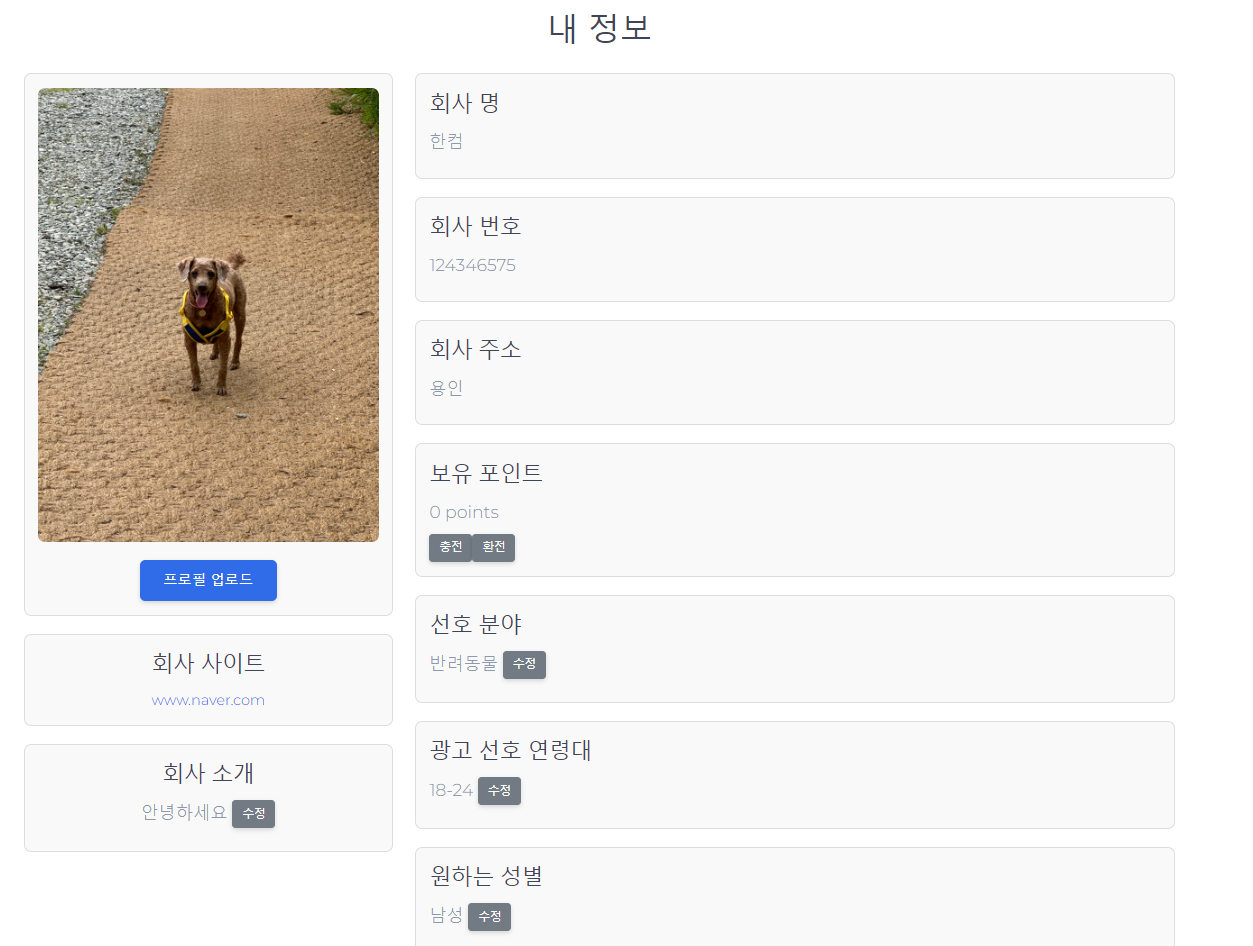 내 정보
프로필 업로드
회사 사이트
www.naver.com
회사 소개
안녕하세요 수정
회사 명
한컴
회사 번호
124346575
회사 주소
용인
보유 포인트
0 points
충전 환전
선호 분야
반려동물 수정
광고 선호 연령대
18-24 수정
원하는 성별
남성 수정